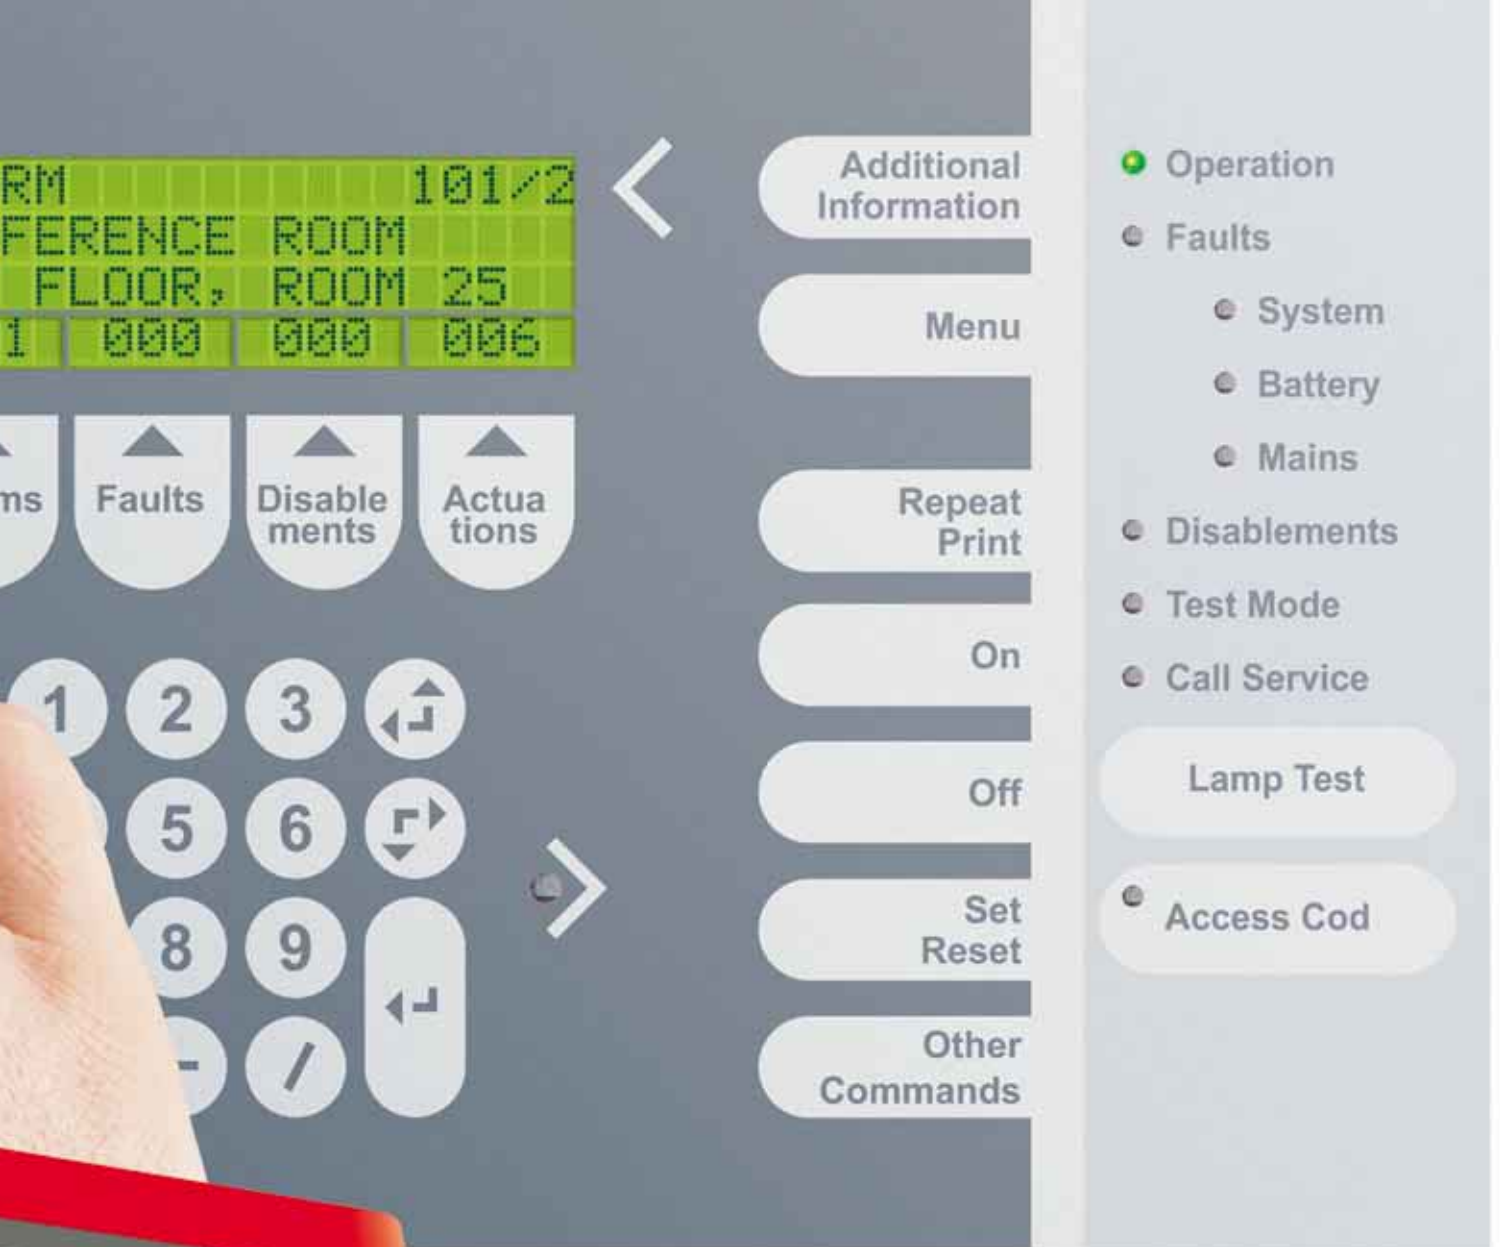 RM 101/2
FERENCE ROOM
FLOOR, ROOM 25
1 000 000 006
ms
Faults
Disable
ments
Actua
tions
1 2 3
5 6
8 9
- /
Additional
Information
Menu
Repeat
Print
On
Off
Set
Reset
Other
Commands
Operation
Faults
System
Battery
Mains
Disablements
Test Mode
Call Service
Lamp Test
Access Cod